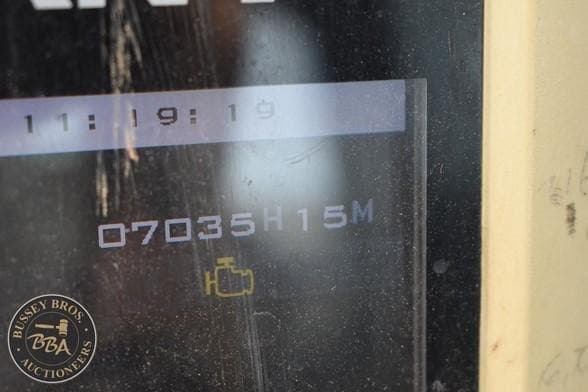 11:19:19
07035H15M
BUSSEY BROS.
BBA
AUCTIONEERS